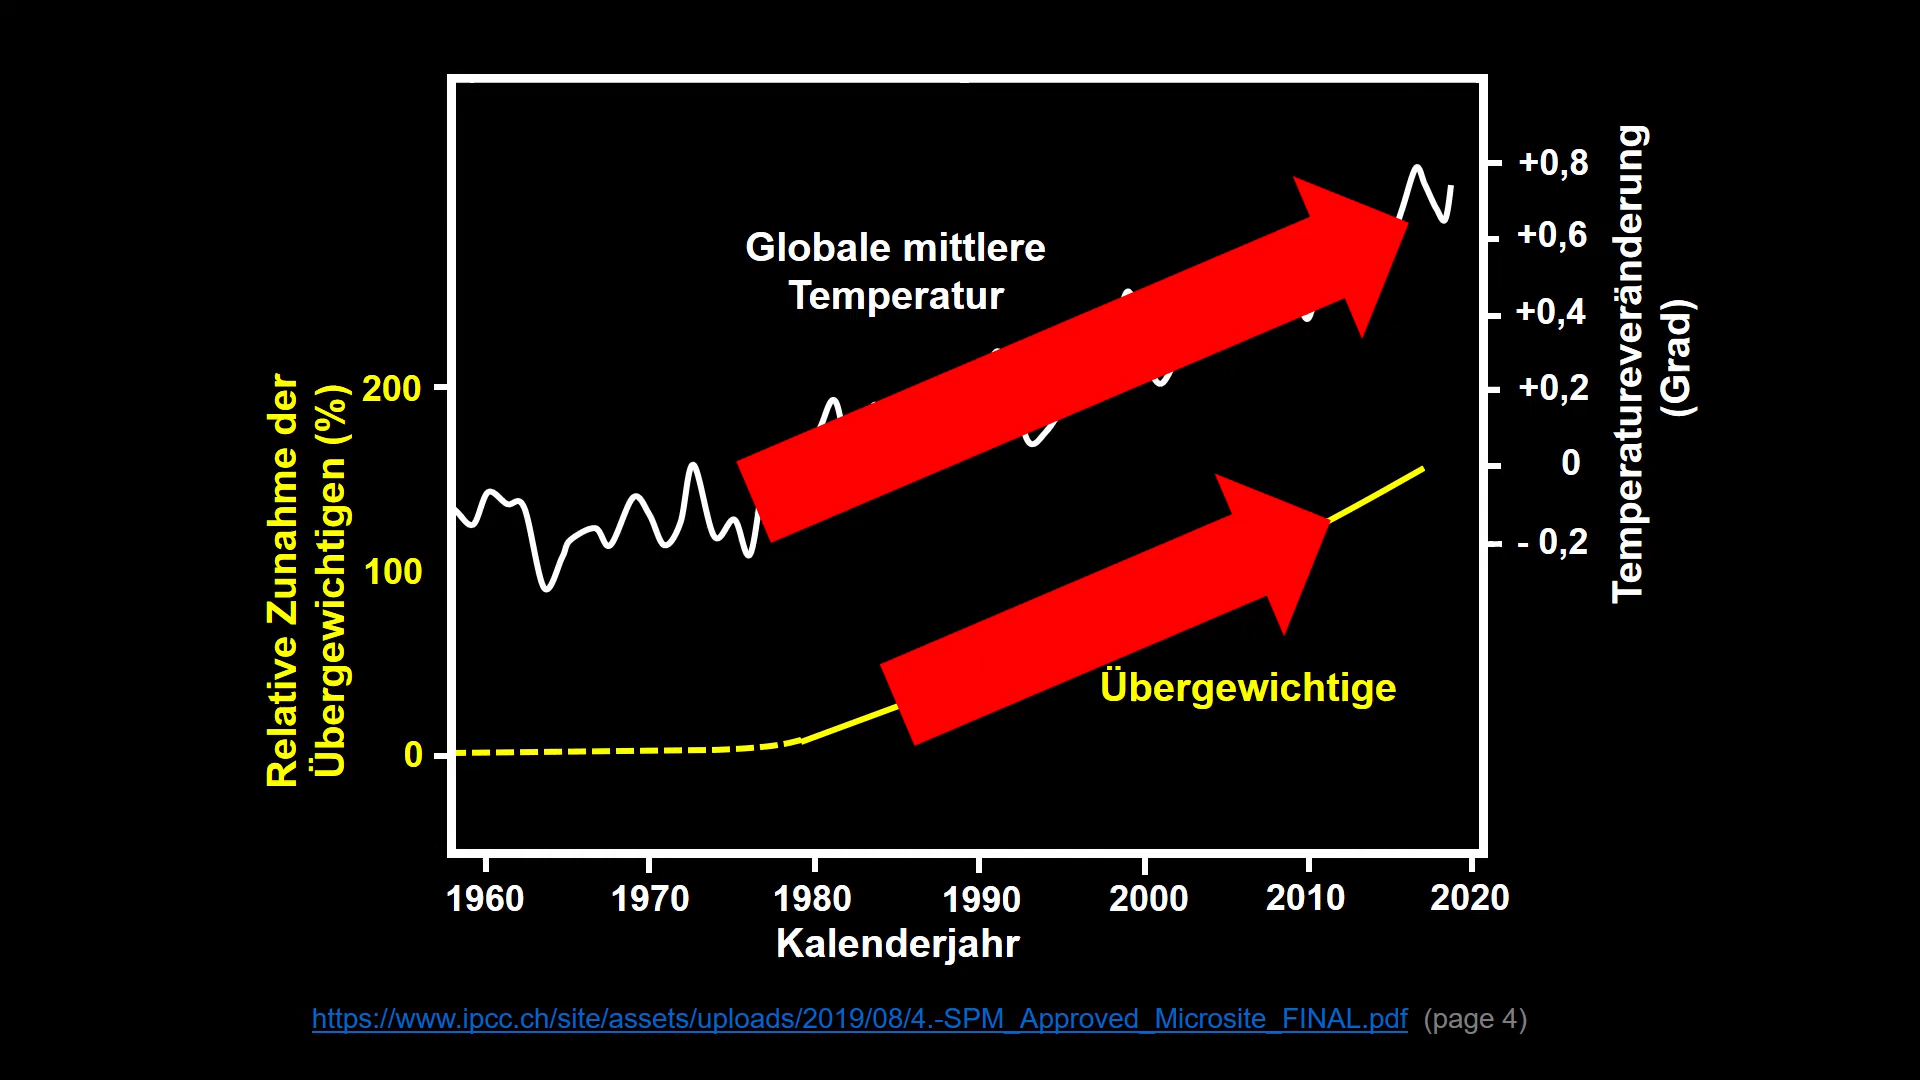 Globale mittlere
Temperatur
Übergewichtige
Relative Zunahme der
Übergewichtigen (%)
200
100
0
+0,8
+0,6
+0,4
+0,2
0
- 0,2
Temperatureveränderung
(Grad)
1960 1970 1980 1990 2000 2010 2020
Kalenderjahr
https://www.ipcc.ch/site/assets/uploads/2019/08/4.-SPM_Approved_Microsite_FINAL.pdf (page 4)